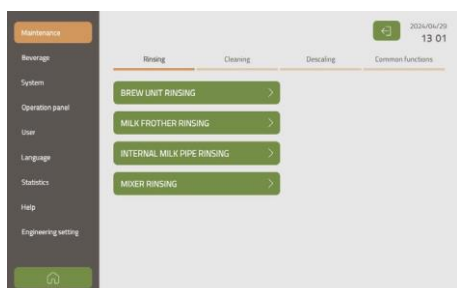 Maintenance
Beverage
System
Operation panel
User
Language
Statistics
Help
Engineering setting
2024/04/29
13 01
Rinsing Cleaning Descaling Common functions
BREW UNIT RINSING
MILK FROTHER RINSING
INTERNAL MILK PIPE RINSING
MIXER RINSING